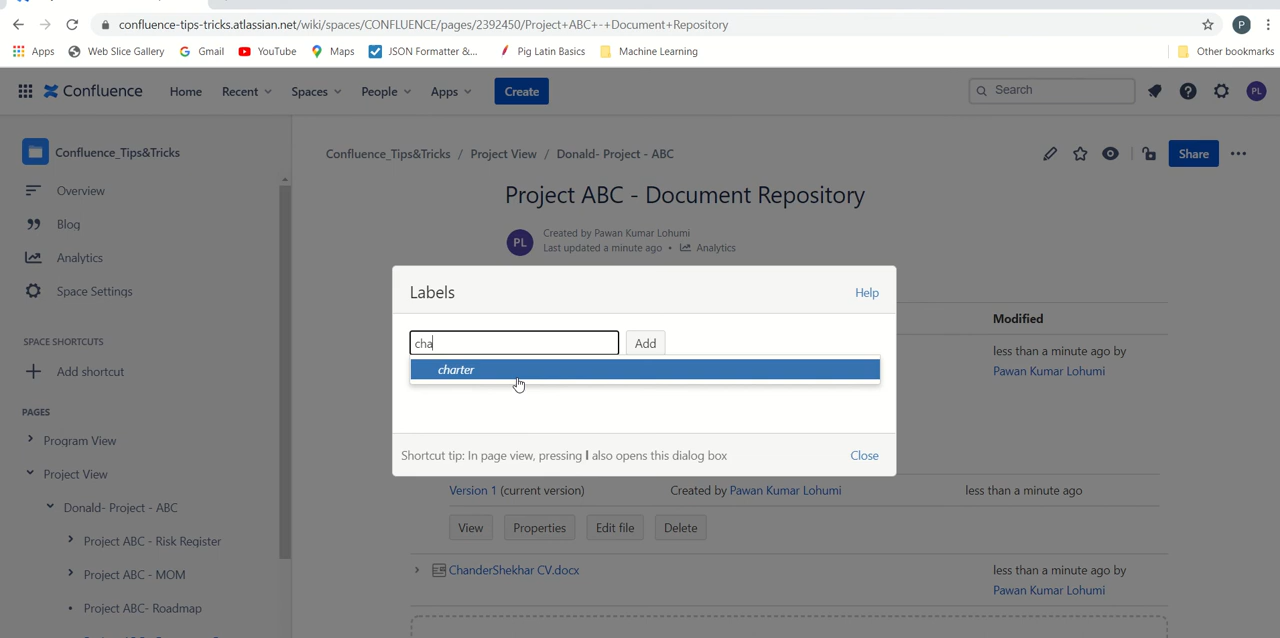 confluence-tips-tricks.atlassian.net/wiki/spaces/CONFLUENCE/pages/2392450/Project+ABC+-+Document+Repository
P
Apps Web Slice Gallery Gmail YouTube Maps JSON Formatter &... Pig Latin Basics Machine Learning Other bookmarks
Confluence Home Recent Spaces People Apps Create Search PL
Confluence_Tips&Tricks
Confluence_Tips&Tricks / Project View / Donald- Project - ABC Share
Overview
Project ABC - Document Repository
Blog
PL Created by Pawan Kumar Lohumi
Last updated a minute ago • Analytics
Analytics
Space Settings
Labels Help
Modified
SPACE SHORTCUTS
cha Add
less than a minute ago by
Pawan Kumar Lohumi
Add shortcut
charter
PAGES
Program View
Shortcut tip: In page view, pressing l also opens this dialog box Close
Project View
Version 1 (current version) Created by Pawan Kumar Lohumi less than a minute ago
Donald- Project - ABC
View Properties Edit file Delete
Project ABC - Risk Register
ChanderShekhar CV.docx less than a minute ago by
Pawan Kumar Lohumi
Project ABC - MOM
Project ABC- Roadmap